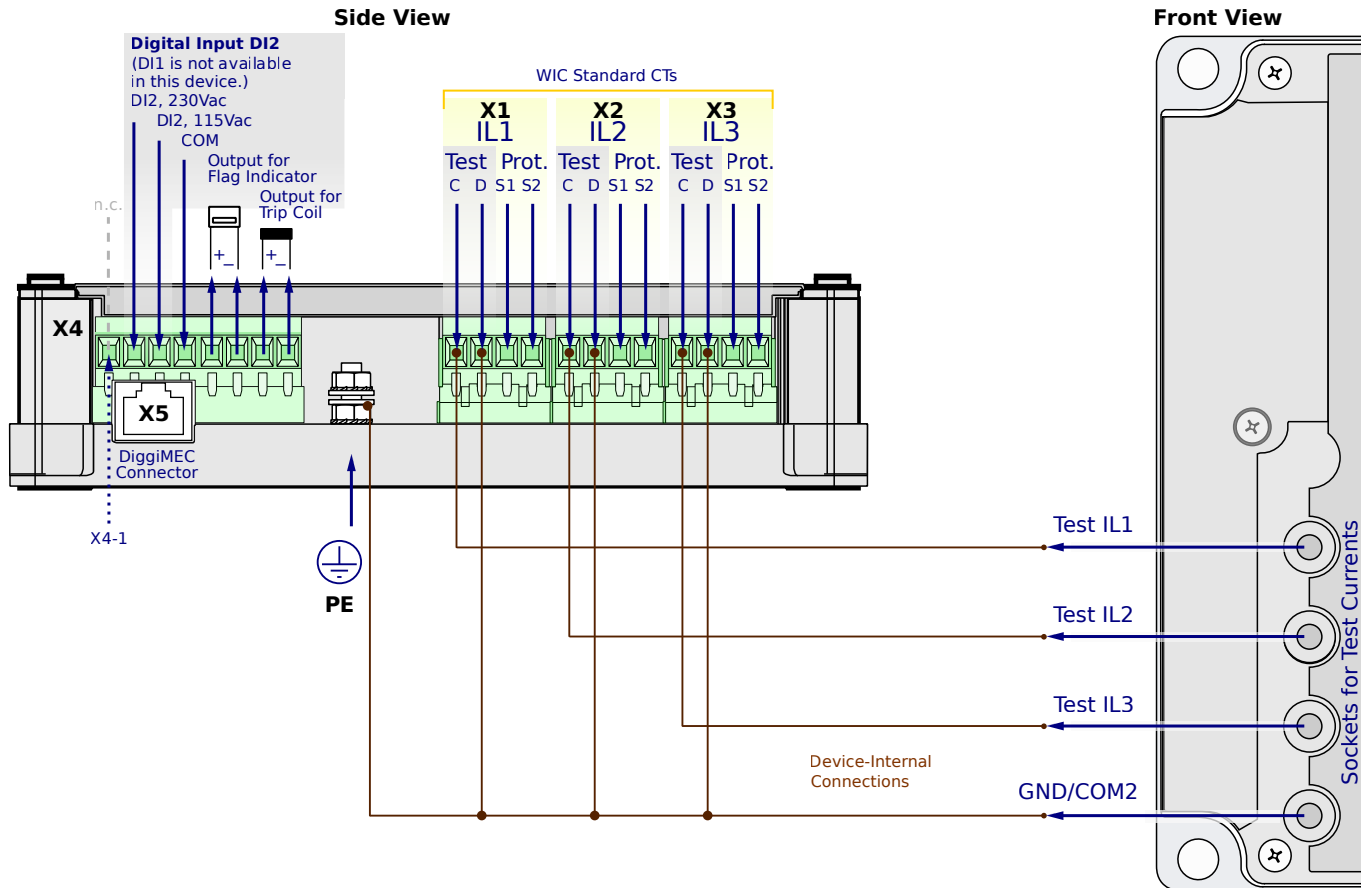 Side View
Front View
Digital Input DI2
(DI1 is not available
in this device.)
DI2, 230Vac
DI2, 115Vac
COM
Output for
Flag Indicator
Output for
Trip Coil
n.c.
+ −
+ −
WIC Standard CTs
X1 X2 X3
IL1 IL2 IL3
Test Prot. Test Prot. Test Prot.
C D S1 S2 C D S1 S2 C D S1 S2
X4
X5
DiggiMEC
Connector
X4-1
PE
Test IL1
Test IL2
Test IL3
GND/COM2
Device-Internal
Connections
Sockets for Test Currents